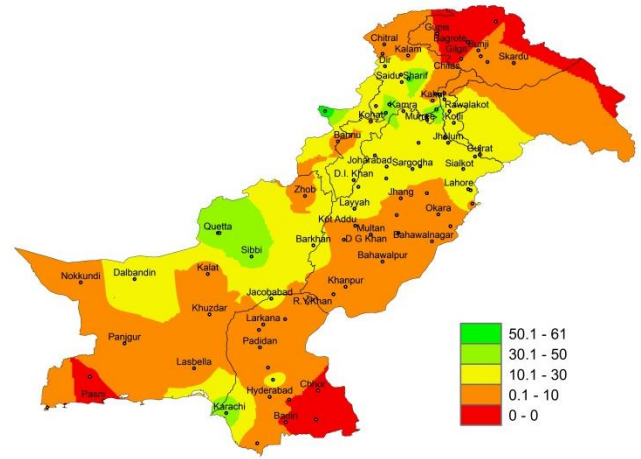 Gupis
Bagrote
Chitral
Bunji
Gilgit
Kalam
Dir
Chillas
Skardu
Saidu Sharif
Kakul
Kamra
Rawalakot
Kohat
Murree
Kotli
Bannu
Jhelum
Gujrat
Joharabad
Sargodha
Sialkot
D.I. Khan
Zhob
Lahore
Layyah
Jhang
Okara
Kot Addu
Quetta
Multan
D G Khan
Bahawalnagar
Sibbi
Barkhan
Bahawalpur
Nokkundi
Dalbandin
Kalat
Khanpur
Jacobabad
R.Y.Khan
Khuzdar
Larkana
Panjgur
Padidan
50.1 - 61
Lasbella
30.1 - 50
Chhor
10.1 - 30
Pasni
Hyderabad
0.1 - 10
Karachi
Badin
0 - 0